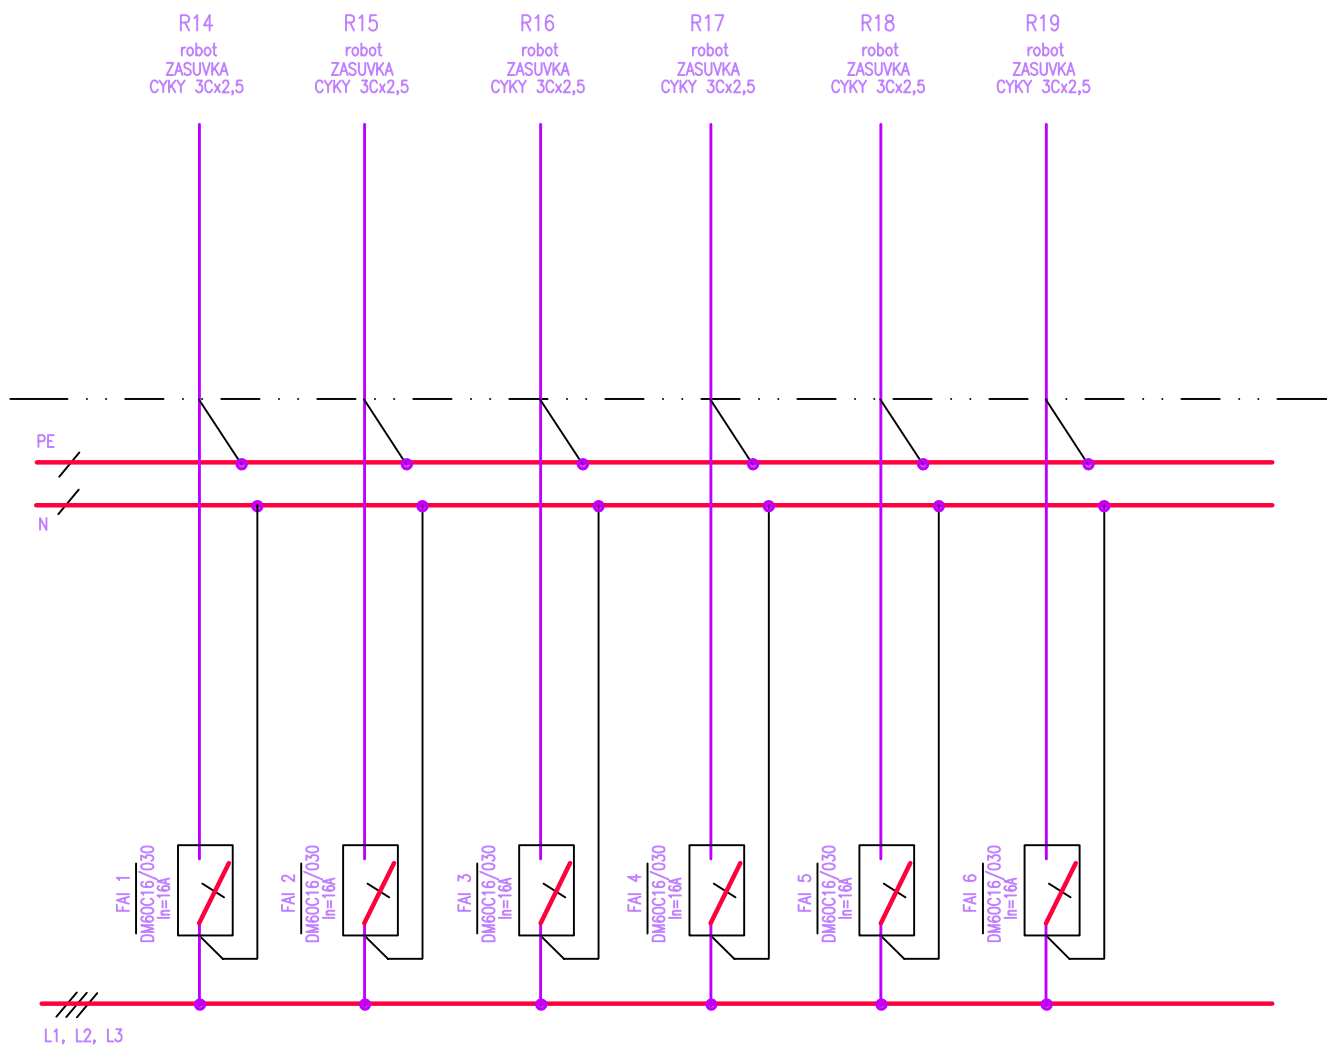 R14
robot
ZASUVKA
CYKY 3Cx2,5
R15
robot
ZASUVKA
CYKY 3Cx2,5
R16
robot
ZASUVKA
CYKY 3Cx2,5
R17
robot
ZASUVKA
CYKY 3Cx2,5
R18
robot
ZASUVKA
CYKY 3Cx2,5
R19
robot
ZASUVKA
CYKY 3Cx2,5
PE
N
FAI 1
DM60C16/030
In=16A
FAI 2
DM60C16/030
In=16A
FAI 3
DM60C16/030
In=16A
FAI 4
DM60C16/030
In=16A
FAI 5
DM60C16/030
In=16A
FAI 6
DM60C16/030
In=16A
L1, L2, L3